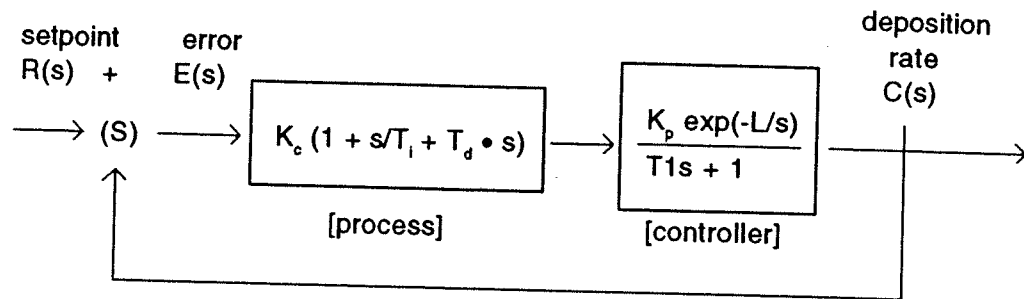 setpoint error
R(s) + E(s)
(S)
K_c (1 + s/T_i + T_d • s)
[process]
K_p exp(-L/s)
T1s + 1
[controller]
deposition
rate
C(s)